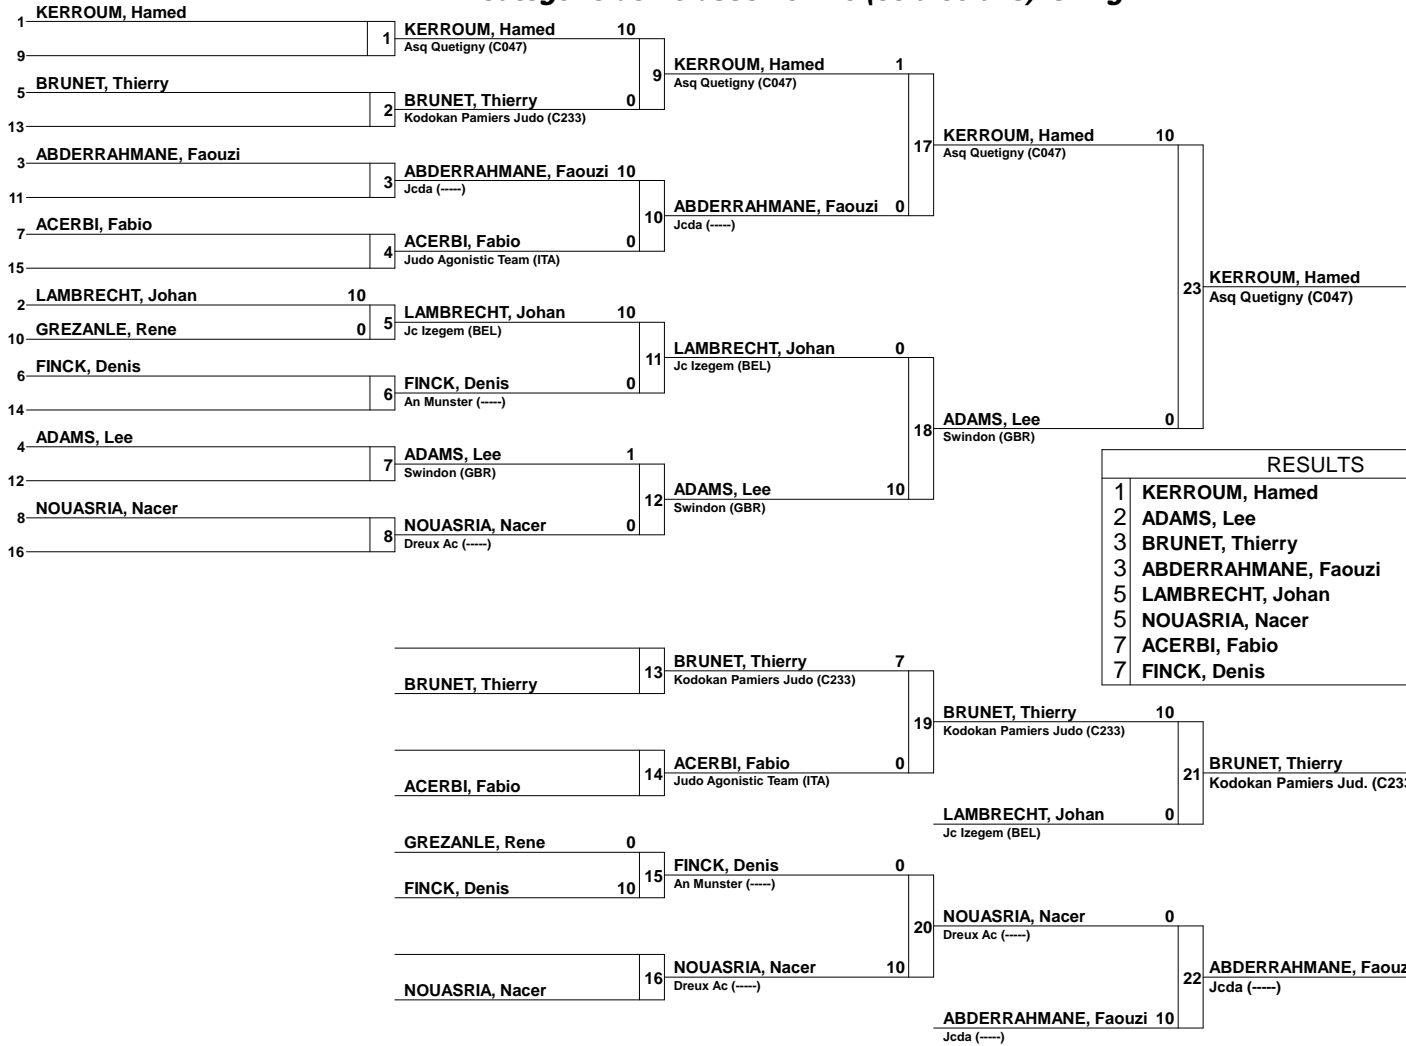 KERROUM, Hamed
1
1 KERROUM, Hamed 10
Asq Quetigny (C047)
9
9 KERROUM, Hamed 1
Asq Quetigny (C047)
BRUNET, Thierry
5
2 BRUNET, Thierry 0
Kodokan Pamiers Judo (C233)
13
17 KERROUM, Hamed 10
Asq Quetigny (C047)
ABDERRAHMANE, Faouzi
3
3 ABDERRAHMANE, Faouzi 10
Jcda (-----)
11
10 ABDERRAHMANE, Faouzi 0
Jcda (-----)
ACERBI, Fabio
7
4 ACERBI, Fabio 0
Judo Agonistic Team (ITA)
15
23 KERROUM, Hamed
Asq Quetigny (C047)
LAMBRECHT, Johan 10
2
5 LAMBRECHT, Johan 10
Jc Izegem (BEL)
GREZANLE, Rene 0
10
11 LAMBRECHT, Johan 0
Jc Izegem (BEL)
FINCK, Denis
6
6 FINCK, Denis 0
An Munster (-----)
14
18 ADAMS, Lee 0
Swindon (GBR)
ADAMS, Lee
4
7 ADAMS, Lee 1
Swindon (GBR)
12
12 ADAMS, Lee 10
Swindon (GBR)
NOUASRIA, Nacer
8
8 NOUASRIA, Nacer 0
Dreux Ac (-----)
16
RESULTS
1 KERROUM, Hamed
2 ADAMS, Lee
3 BRUNET, Thierry
3 ABDERRAHMANE, Faouzi
5 LAMBRECHT, Johan
5 NOUASRIA, Nacer
7 ACERBI, Fabio
7 FINCK, Denis
13 BRUNET, Thierry 7
Kodokan Pamiers Judo (C233)
BRUNET, Thierry
19 BRUNET, Thierry 10
Kodokan Pamiers Judo (C233)
14 ACERBI, Fabio 0
Judo Agonistic Team (ITA)
ACERBI, Fabio
21 BRUNET, Thierry
Kodokan Pamiers Jud. (C233
LAMBRECHT, Johan 0
Jc Izegem (BEL)
GREZANLE, Rene 0
15 FINCK, Denis 0
An Munster (-----)
FINCK, Denis 10
20 NOUASRIA, Nacer 0
Dreux Ac (-----)
16 NOUASRIA, Nacer 10
Dreux Ac (-----)
NOUASRIA, Nacer
22 ABDERRAHMANE, Faouz
Jcda (-----)
ABDERRAHMANE, Faouzi 10
Jcda (-----)